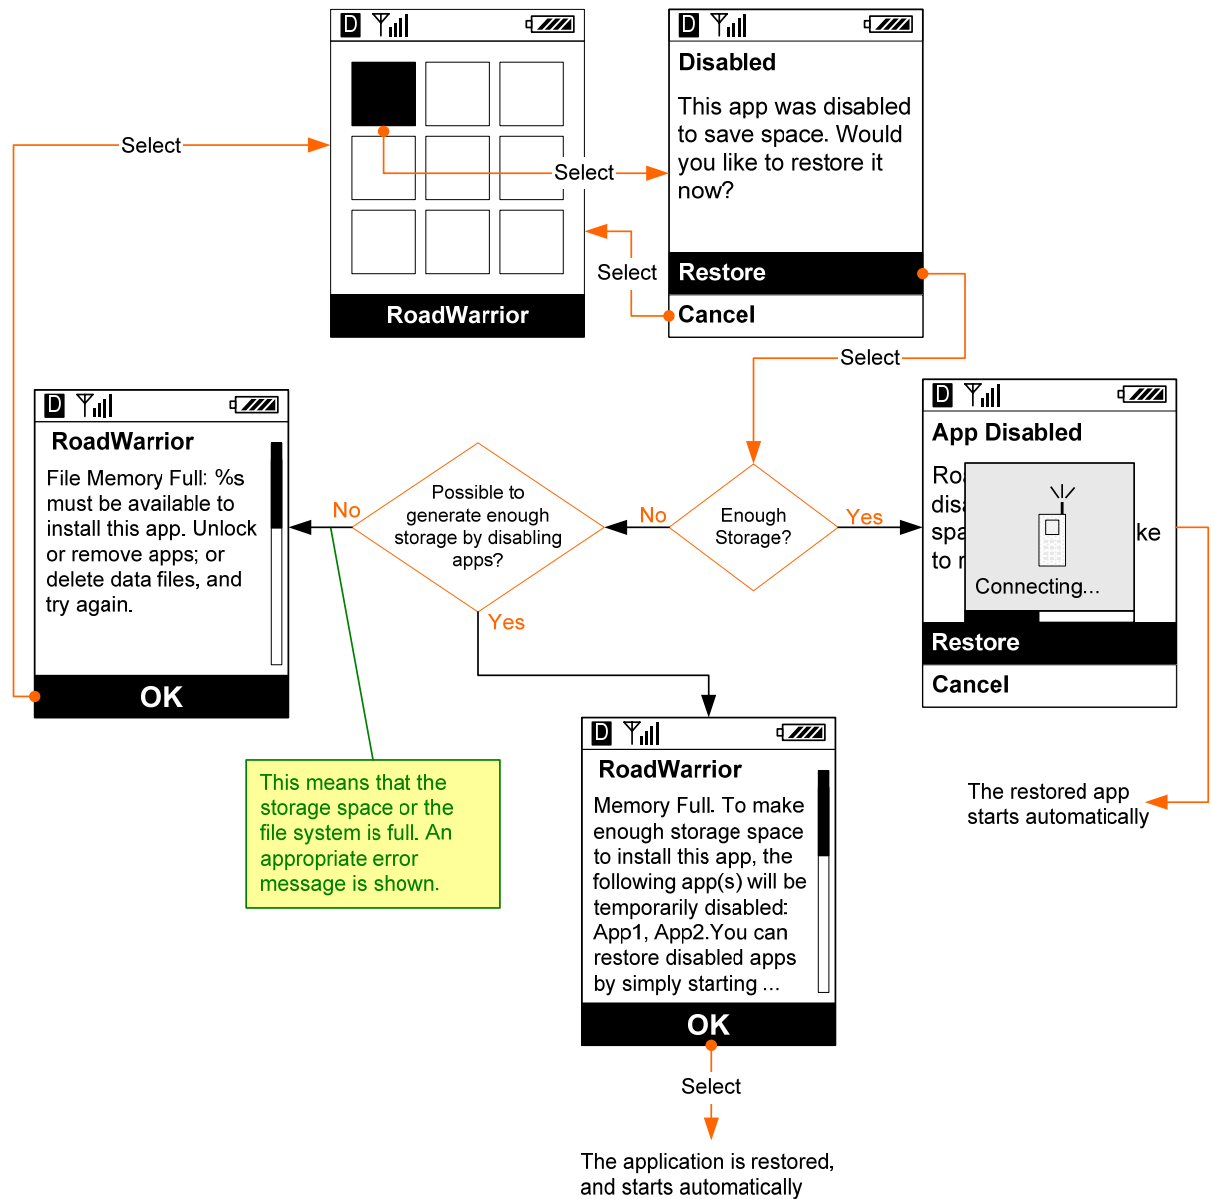 D
D
Disabled
This app was disabled
to save space. Would
you like to restore it
now?
Select
Select
Select
Restore
RoadWarrior
Cancel
Select
D
RoadWarrior
File Memory Full: %s
must be available to
install this app. Unlock
or remove apps; or
delete data files, and
try again.
OK
No
Possible to
generate enough
storage by disabling
apps?
Yes
No
Enough
Storage?
Yes
D
App Disabled
Ro
disa
spa
ke
to r
Connecting...
Restore
Cancel
This means that the
storage space or the
file system is full. An
appropriate error
message is shown.
D
RoadWarrior
Memory Full. To make
enough storage space
to install this app, the
following app(s) will be
temporarily disabled:
App1, App2.You can
restore disabled apps
by simply starting ...
OK
The restored app
starts automatically
Select
The application is restored,
and starts automatically